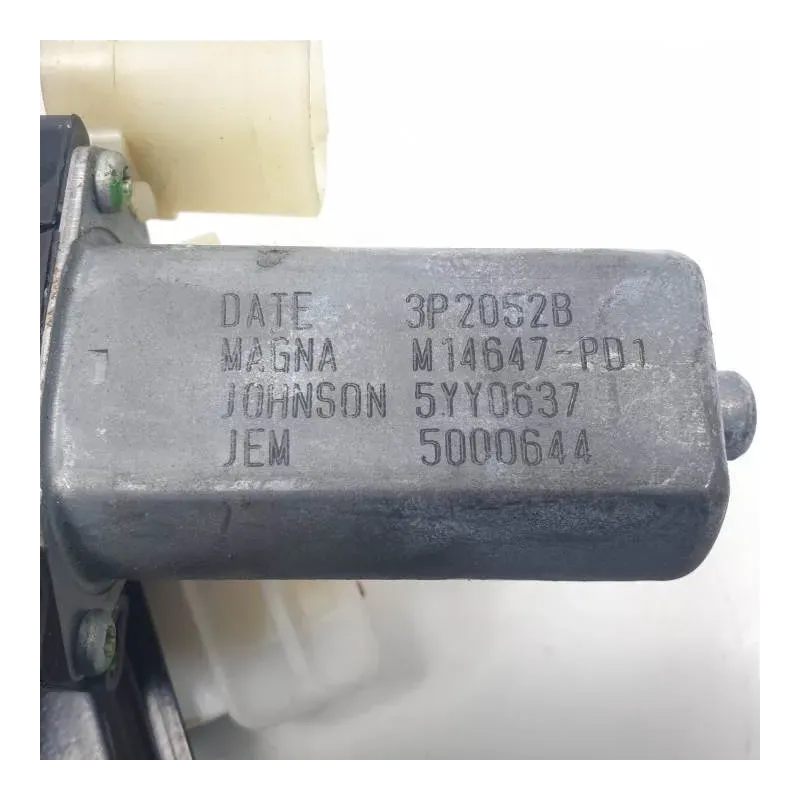 DATE 3P2052B
MAGNA M14647-PD1
JOHNSON 5YY0637
JEM 5000644